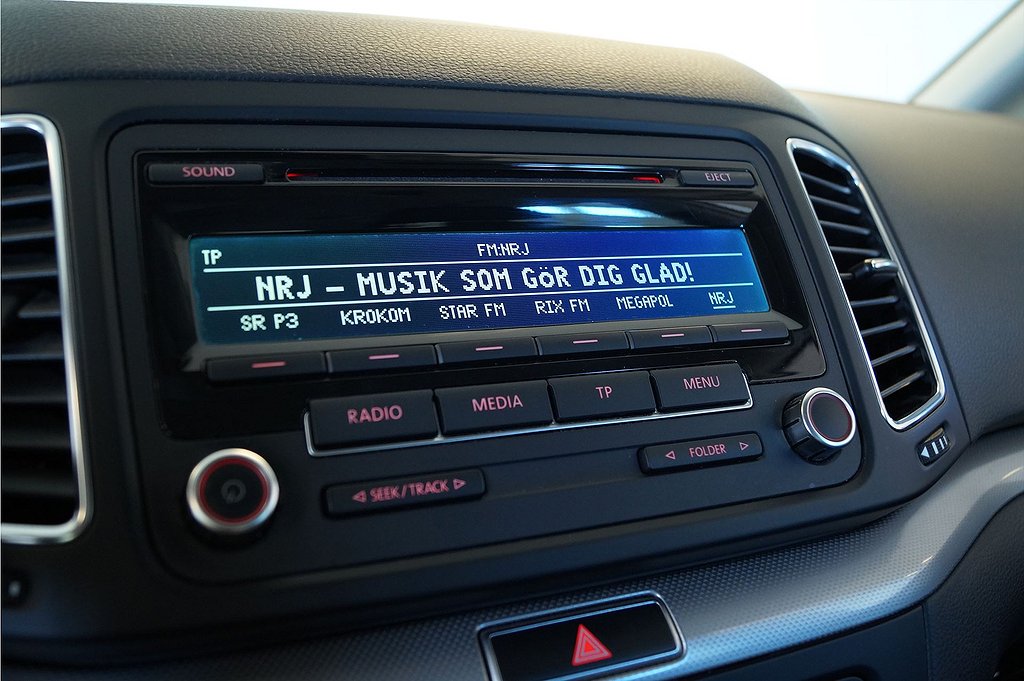 SOUND
EJECT
TP
FM:NRJ
NRJ – MUSIK SOM GöR DIG GLAD!
SR P3 KROKOM STAR FM RIX FM MEGAPOL NRJ
RADIO MEDIA TP MENU
SEEK/TRACK
FOLDER